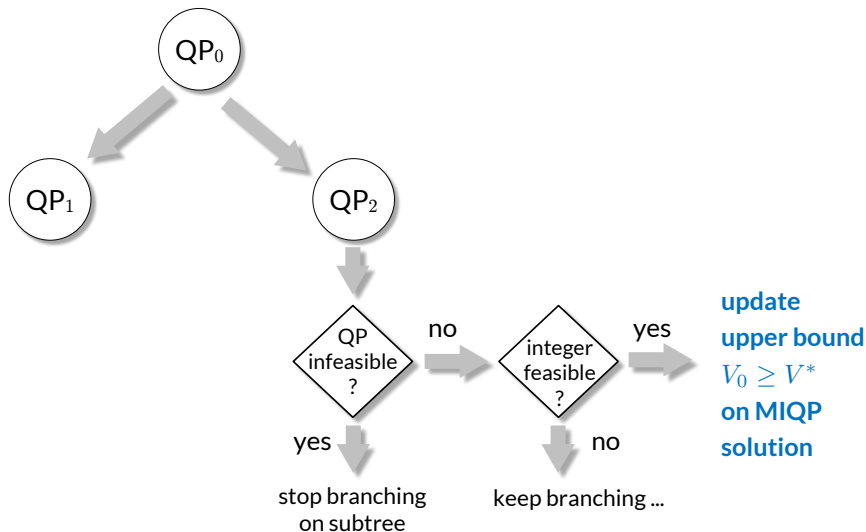 QP₀
QP₁
QP₂
QP
infeasible
?
no
yes
stop branching
on subtree
integer
feasible
?
yes
no
keep branching ...
update
upper bound
V₀ ≥ V*
on MIQP
solution